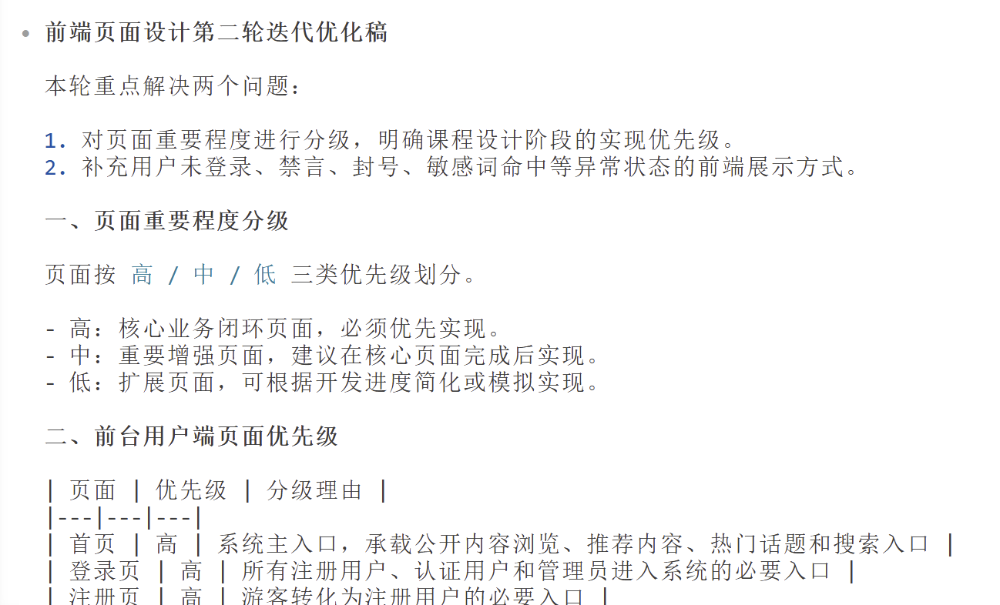 前端页面设计第二轮迭代优化稿
本轮重点解决两个问题：
1. 对页面重要程度进行分级，明确课程设计阶段的实现优先级。
2. 补充用户未登录、禁言、封号、敏感词命中等异常状态的前端展示方式。
一、页面重要程度分级
页面按 高 / 中 / 低 三类优先级划分。
- 高：核心业务闭环页面，必须优先实现。
- 中：重要增强页面，建议在核心页面完成后实现。
- 低：扩展页面，可根据开发进度简化或模拟实现。
二、前台用户端页面优先级
| 页面 | 优先级 | 分级理由 |
|---|---|---|
| 首页 | 高 | 系统主入口，承载公开内容浏览、推荐内容、热门话题和搜索入口 |
| 登录页 | 高 | 所有注册用户、认证用户和管理员进入系统的必要入口 |
| 注册页 | 高 | 游客转化为注册用户的必要入口 |